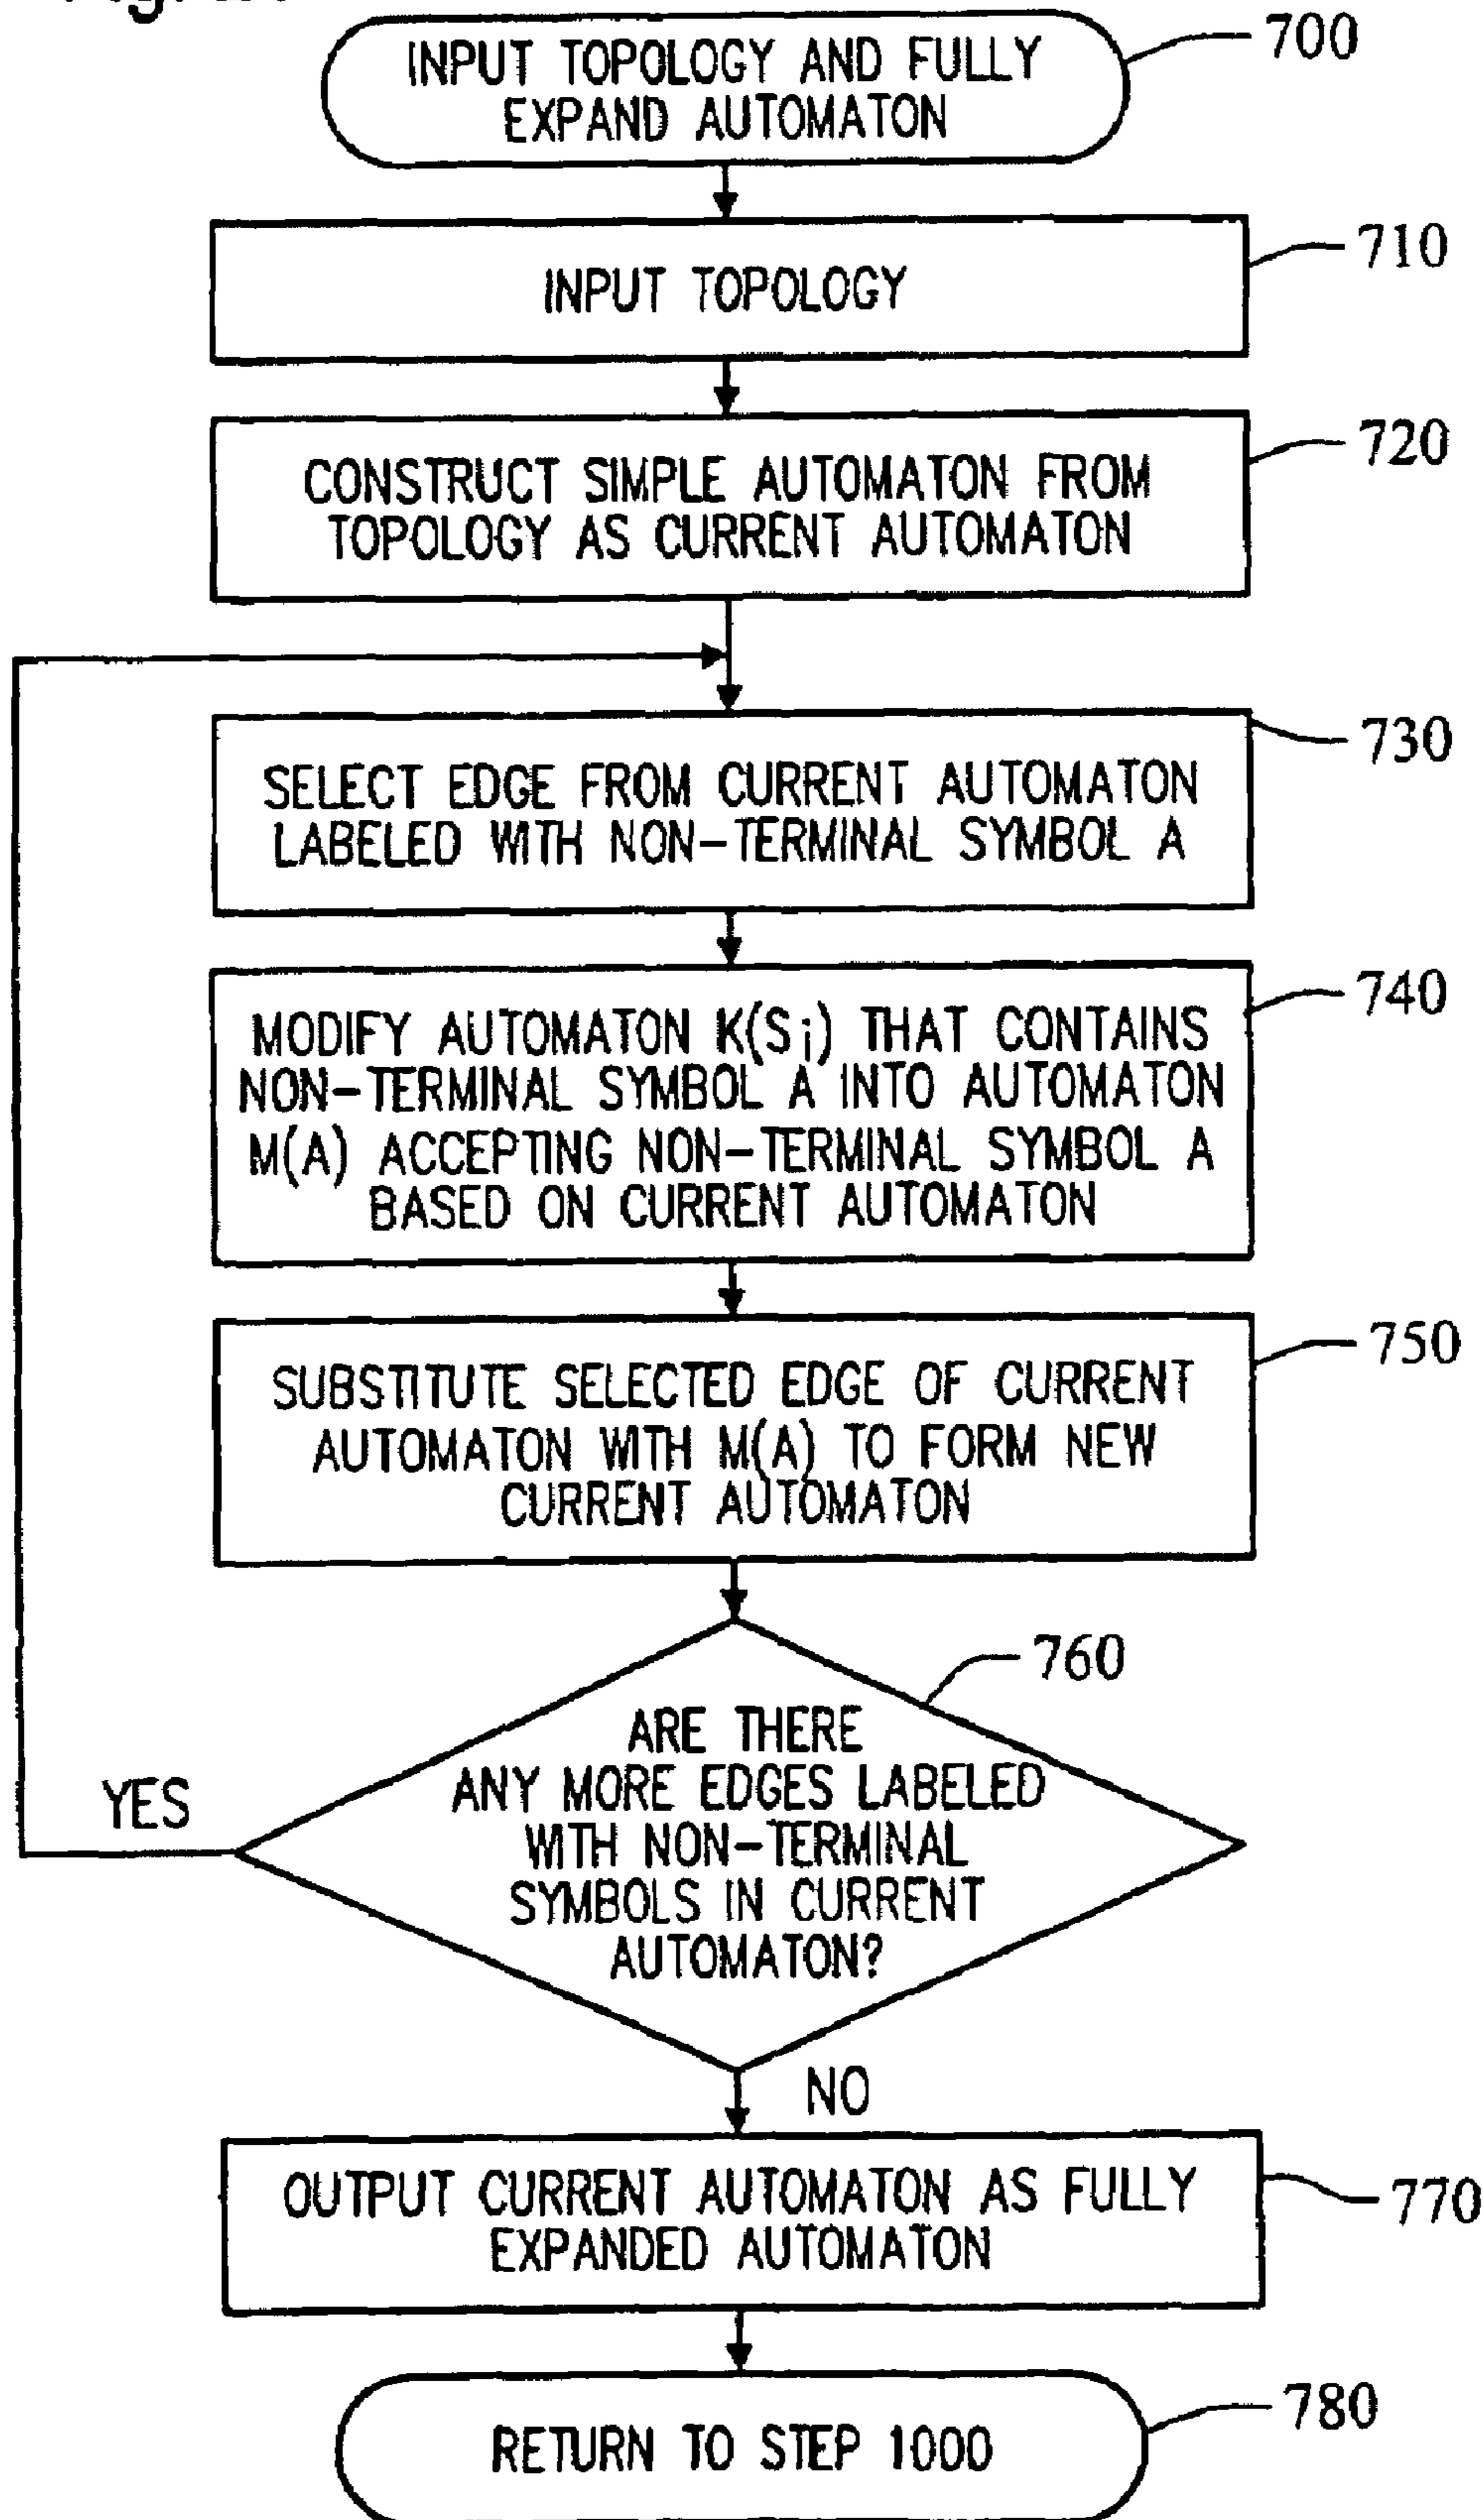 INPUT TOPOLOGY AND FULLY
EXPAND AUTOMATON
700
INPUT TOPOLOGY
710
CONSTRUCT SIMPLE AUTOMATON FROM
TOPOLOGY AS CURRENT AUTOMATON
720
SELECT EDGE FROM CURRENT AUTOMATON
LABELED WITH NON-TERMINAL SYMBOL A
730
MODIFY AUTOMATON K(Si) THAT CONTAINS
NON-TERMINAL SYMBOL A INTO AUTOMATON
M(A) ACCEPTING NON-TERMINAL SYMBOL A
BASED ON CURRENT AUTOMATON
740
SUBSTITUTE SELECTED EDGE OF CURRENT
AUTOMATON WITH M(A) TO FORM NEW
CURRENT AUTOMATON
750
ARE THERE
ANY MORE EDGES LABELED
WITH NON-TERMINAL
SYMBOLS IN CURRENT
AUTOMATON?
760
YES
NO
OUTPUT CURRENT AUTOMATON AS FULLY
EXPANDED AUTOMATON
770
RETURN TO STEP 1000
780